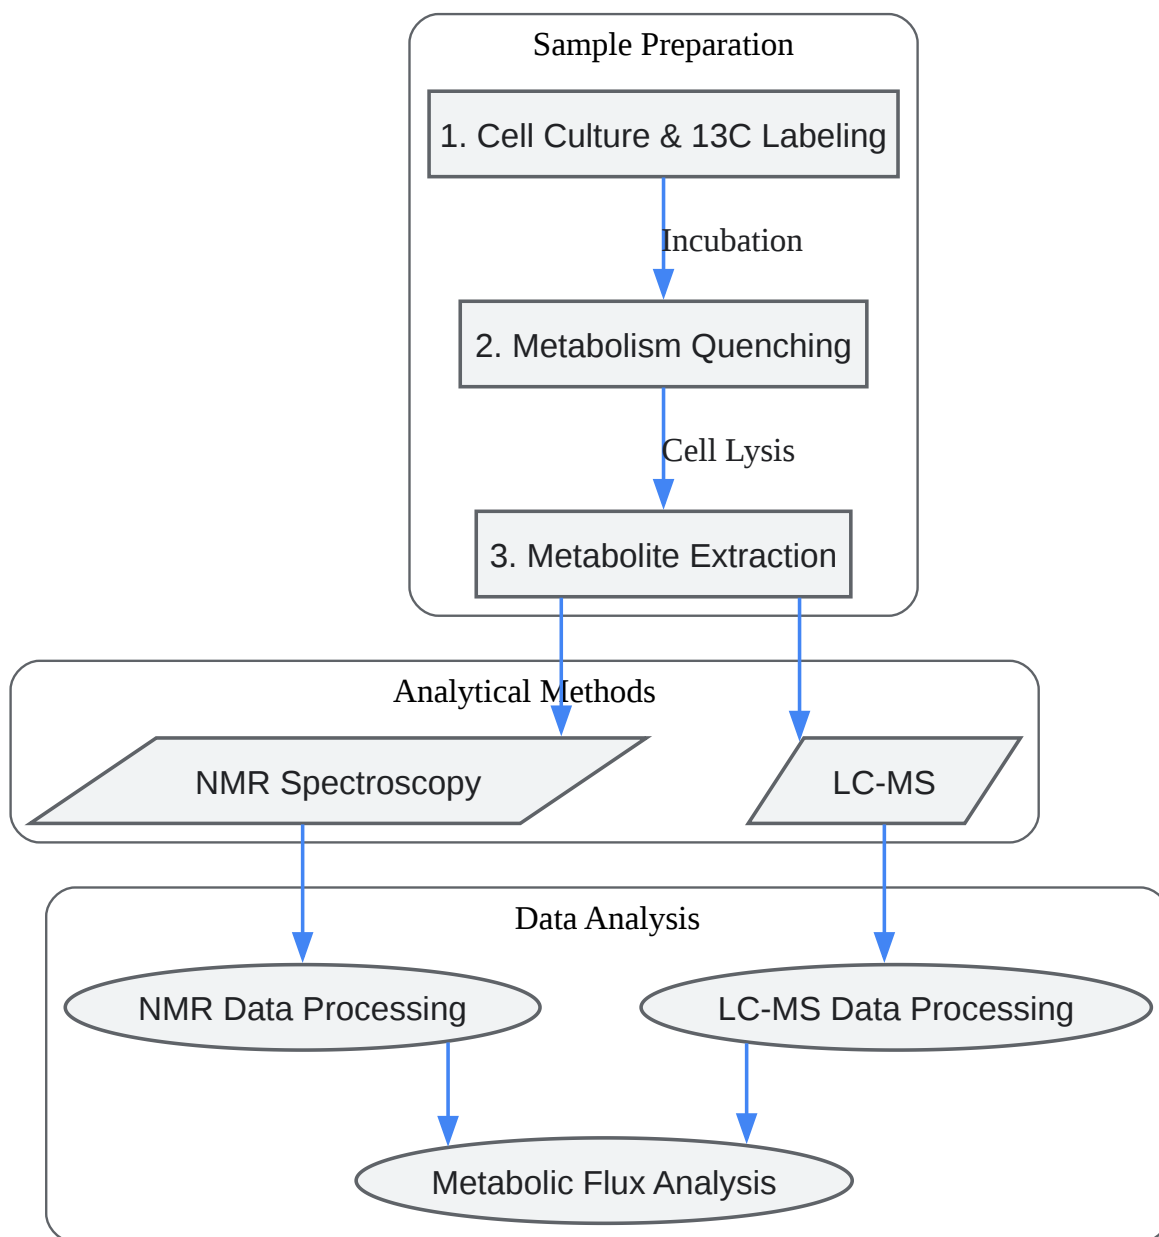 Sample Preparation
1. Cell Culture & 13C Labeling
Incubation
2. Metabolism Quenching
Cell Lysis
3. Metabolite Extraction
Analytical Methods
NMR Spectroscopy
LC-MS
Data Analysis
NMR Data Processing
LC-MS Data Processing
Metabolic Flux Analysis